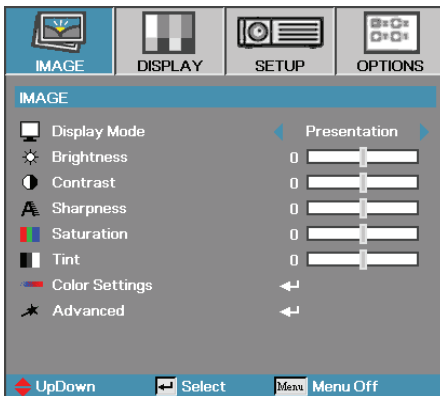 IMAGE DISPLAY SETUP OPTIONS
IMAGE
Display Mode Presentation
Brightness 0
Contrast 0
Sharpness 0
Saturation 0
Tint 0
Color Settings
Advanced
UpDown Select Menu Menu Off